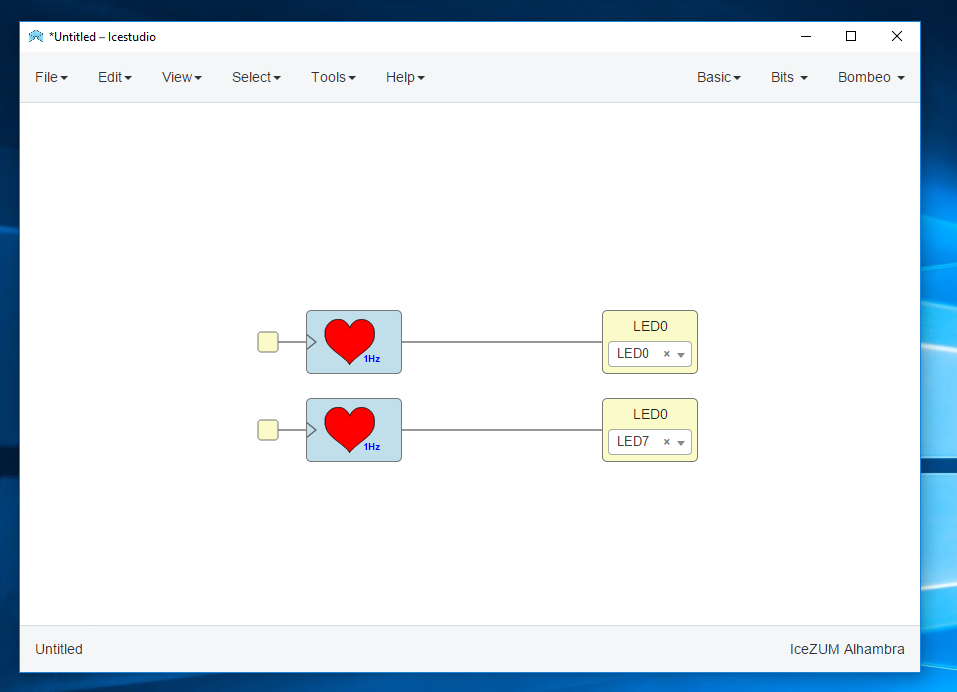 *Untitled – Icestudio
File Edit View Select Tools Help Basic Bits Bombeo
LED0
LED0 ×
1Hz
LED0
LED7 ×
1Hz
Untitled IceZUM Alhambra